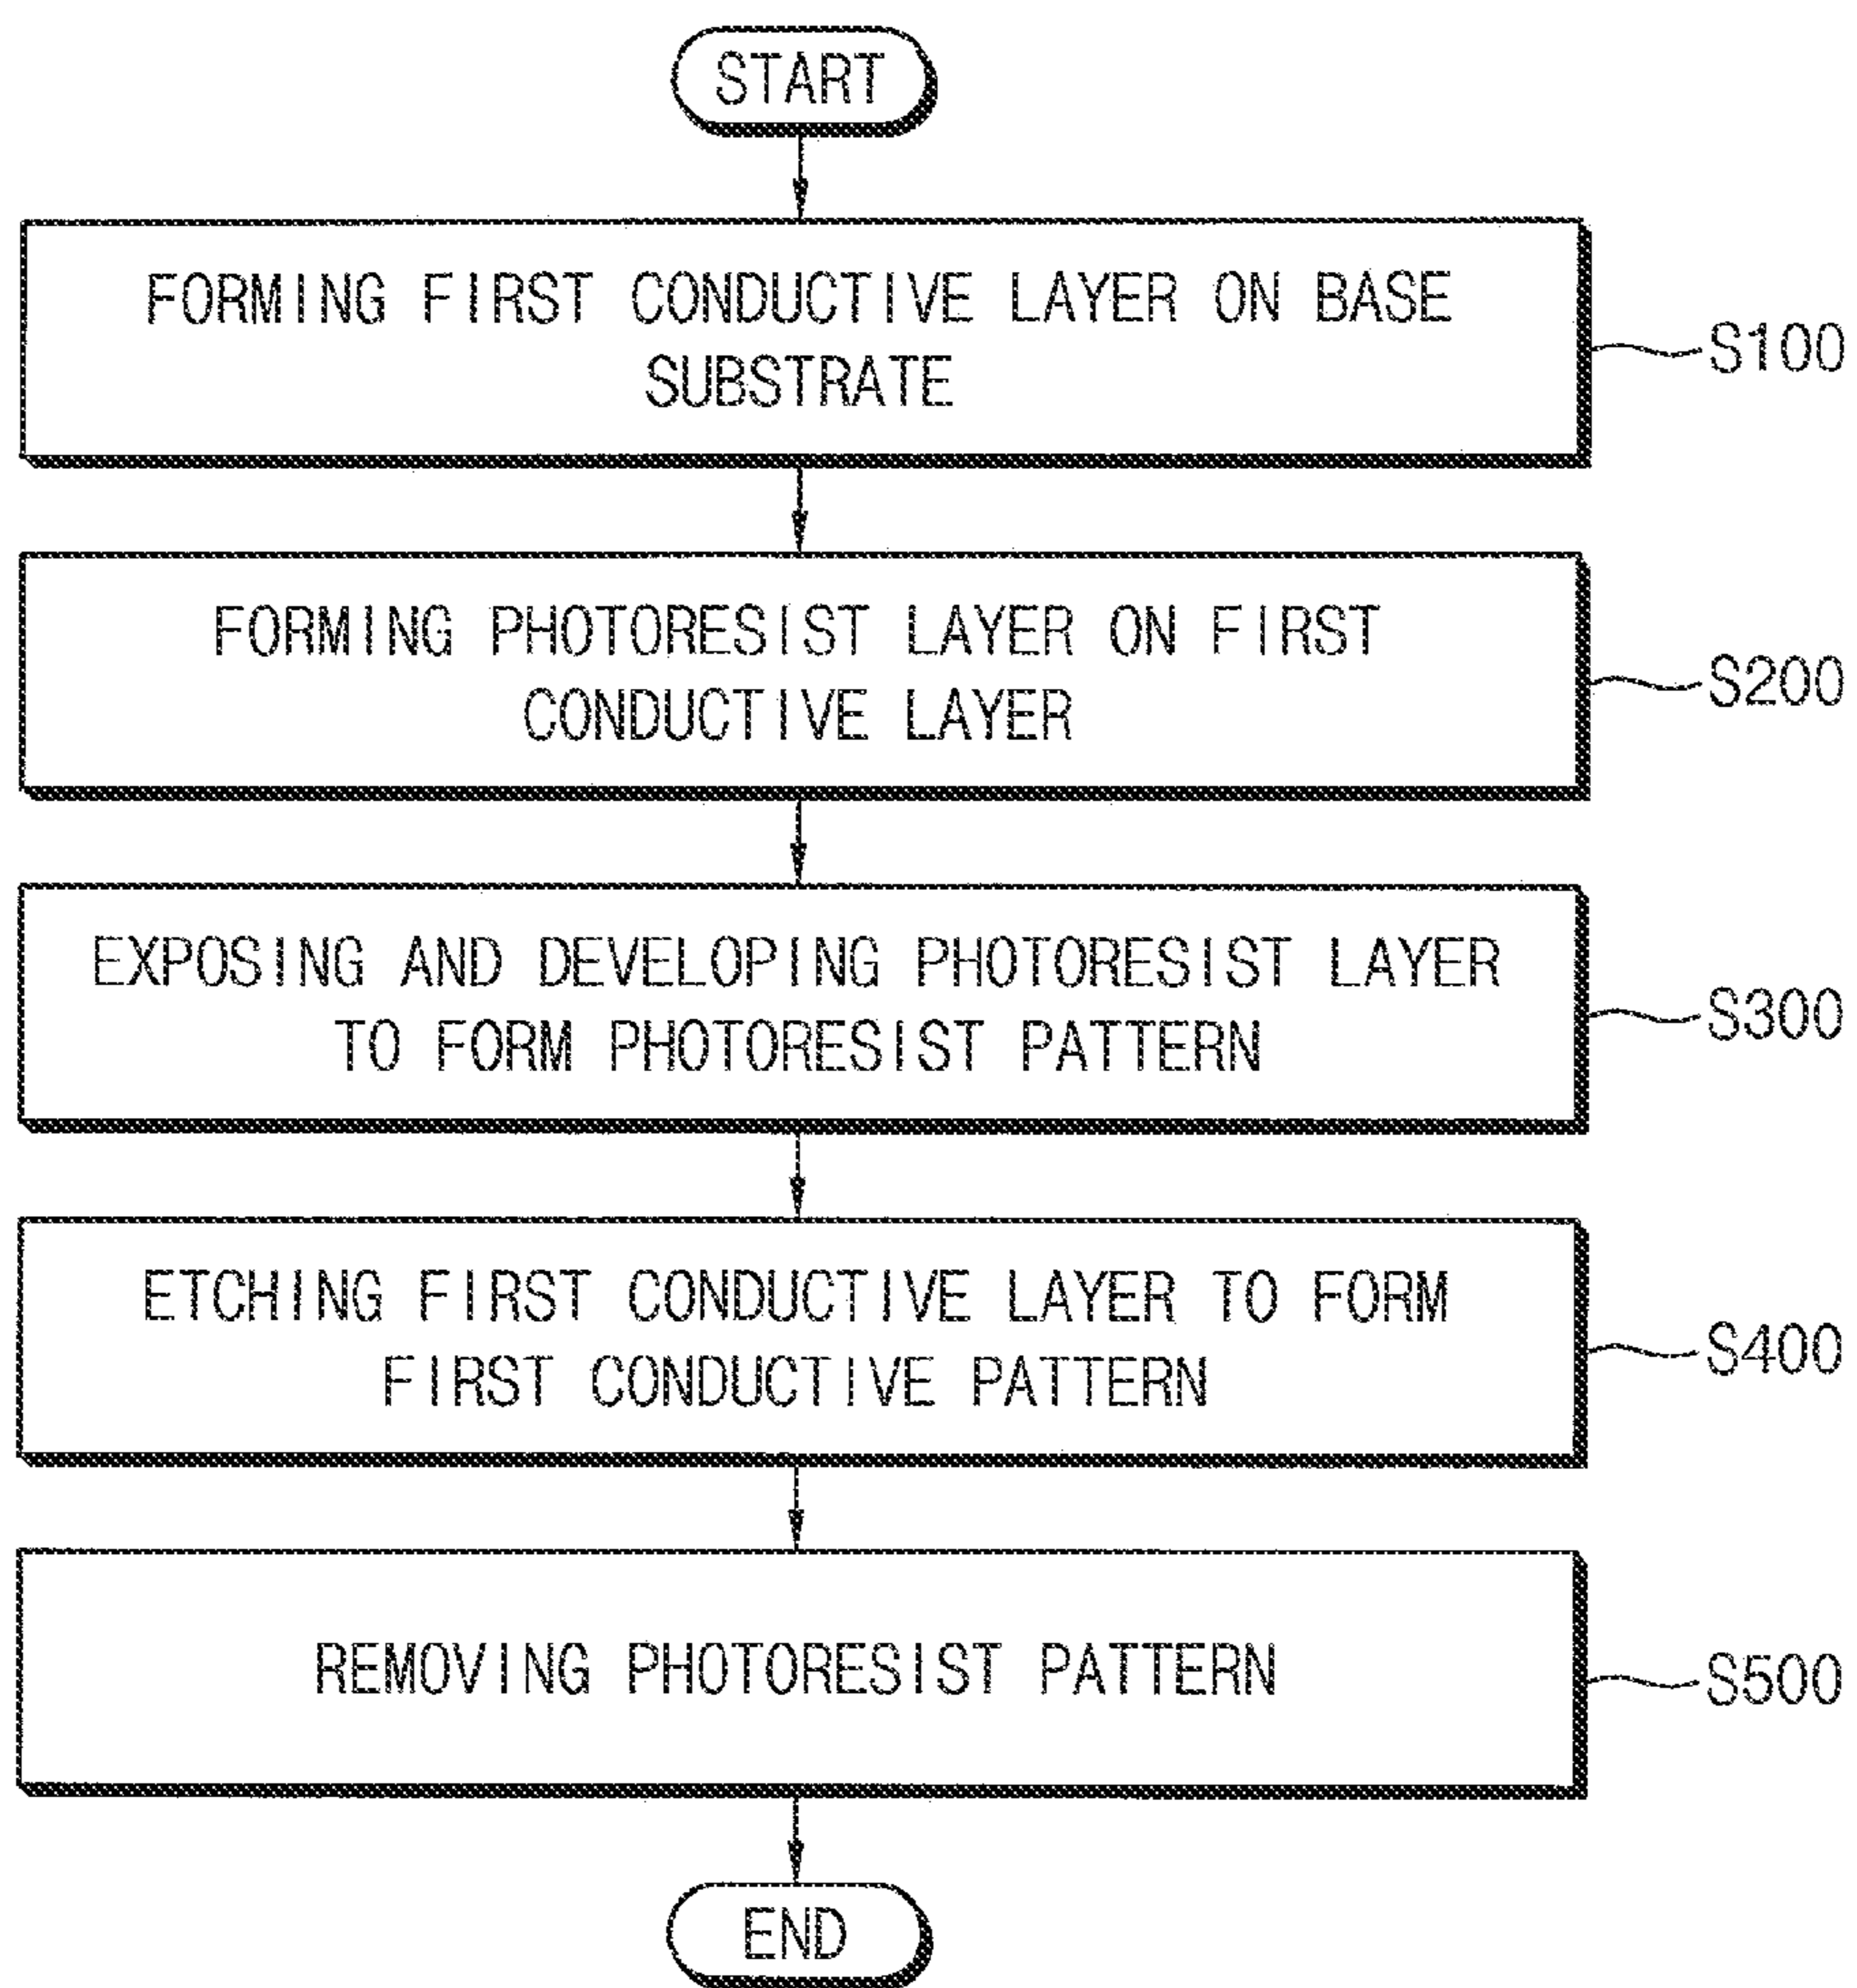 START
FORMING FIRST CONDUCTIVE LAYER ON BASE
SUBSTRATE
S100
FORMING PHOTORESIST LAYER ON FIRST
CONDUCTIVE LAYER
S200
EXPOSING AND DEVELOPING PHOTORESIST LAYER
TO FORM PHOTORESIST PATTERN
S300
ETCHING FIRST CONDUCTIVE LAYER TO FORM
FIRST CONDUCTIVE PATTERN
S400
REMOVING PHOTORESIST PATTERN
S500
END